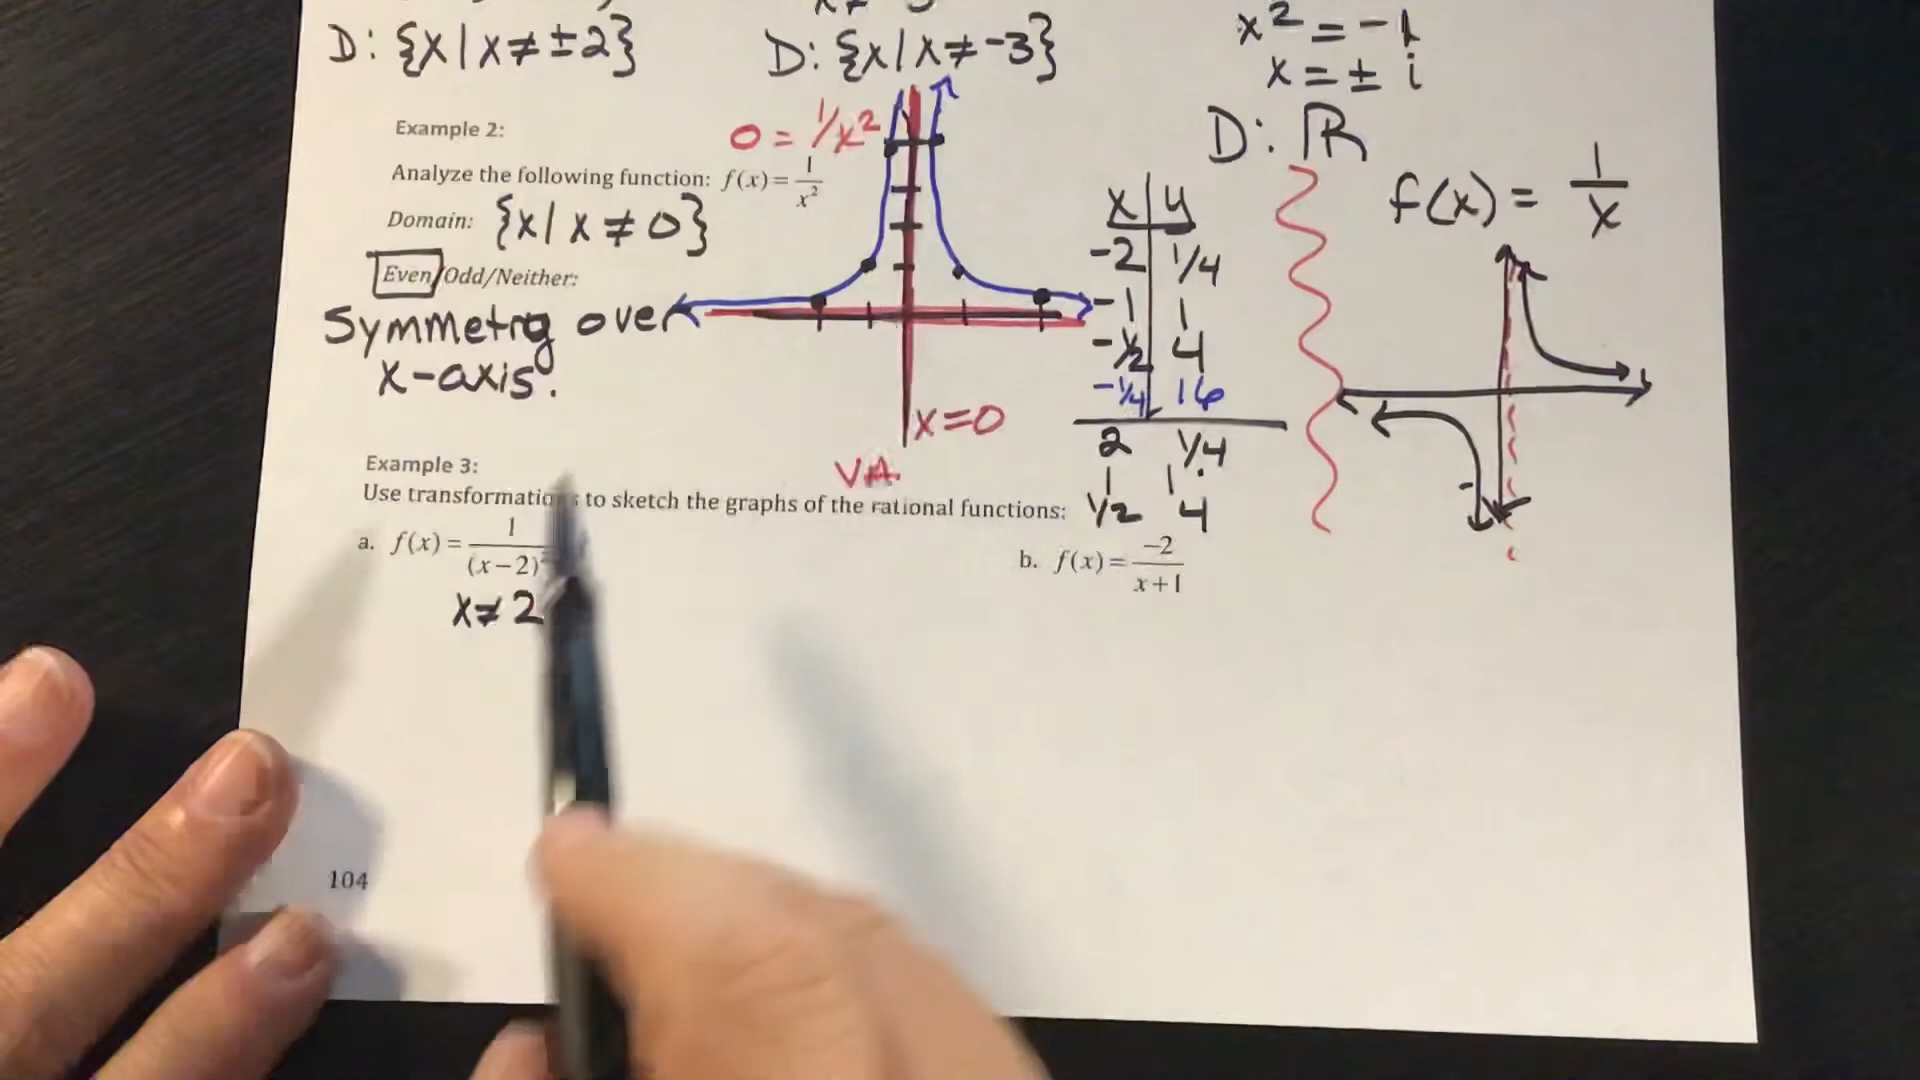 D: {x | x ≠ ±2}
D: {x | x ≠ -3}
x² = -1
x = ± i
D: ℝ
Example 2:
0 = 1/x²
Analyze the following function: f(x) = 1/x²
Domain: {x | x ≠ 0}
Even/Odd/Neither:
Symmetry over
x-axis.
x=0
VA
x | y
-2 1/4
-1 1
-1/2 4
-1/4 16
2 1/4
1 1
1/2 4
f(x) = 1/x
Example 3:
Use transformations to sketch the graphs of the rational functions:
a. f(x) = 1/(x-2)
x ≠ 2
b. f(x) = -2/(x+1)
104